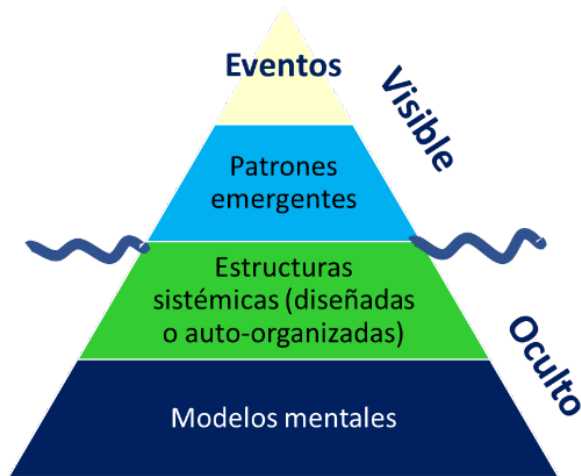 Eventos
Visible
Patrones
emergentes
Estructuras
sistémicas (diseñadas
o auto-organizadas)
Oculto
Modelos mentales